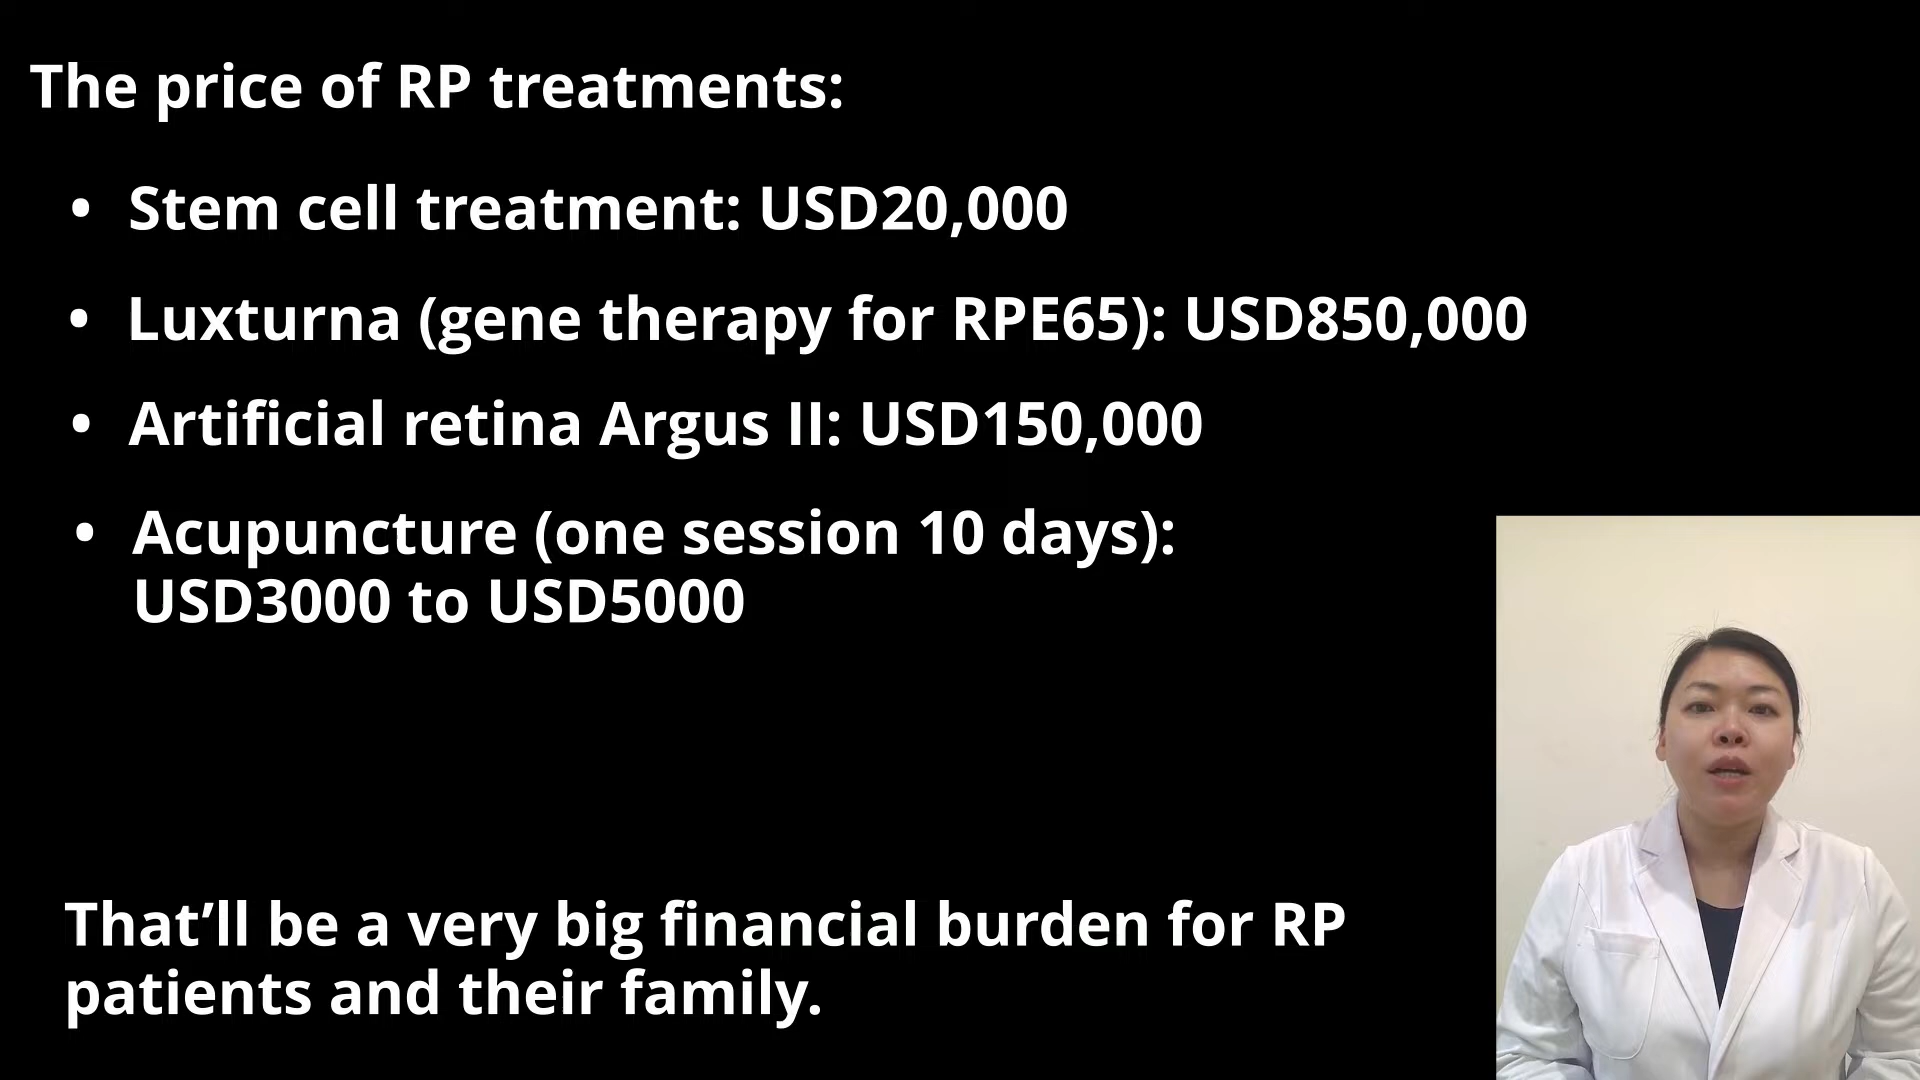 The price of RP treatments:
• Stem cell treatment: USD20,000
• Luxturna (gene therapy for RPE65): USD850,000
• Artificial retina Argus II: USD150,000
• Acupuncture (one session 10 days):
USD3000 to USD5000
That’ll be a very big financial burden for RP
patients and their family.